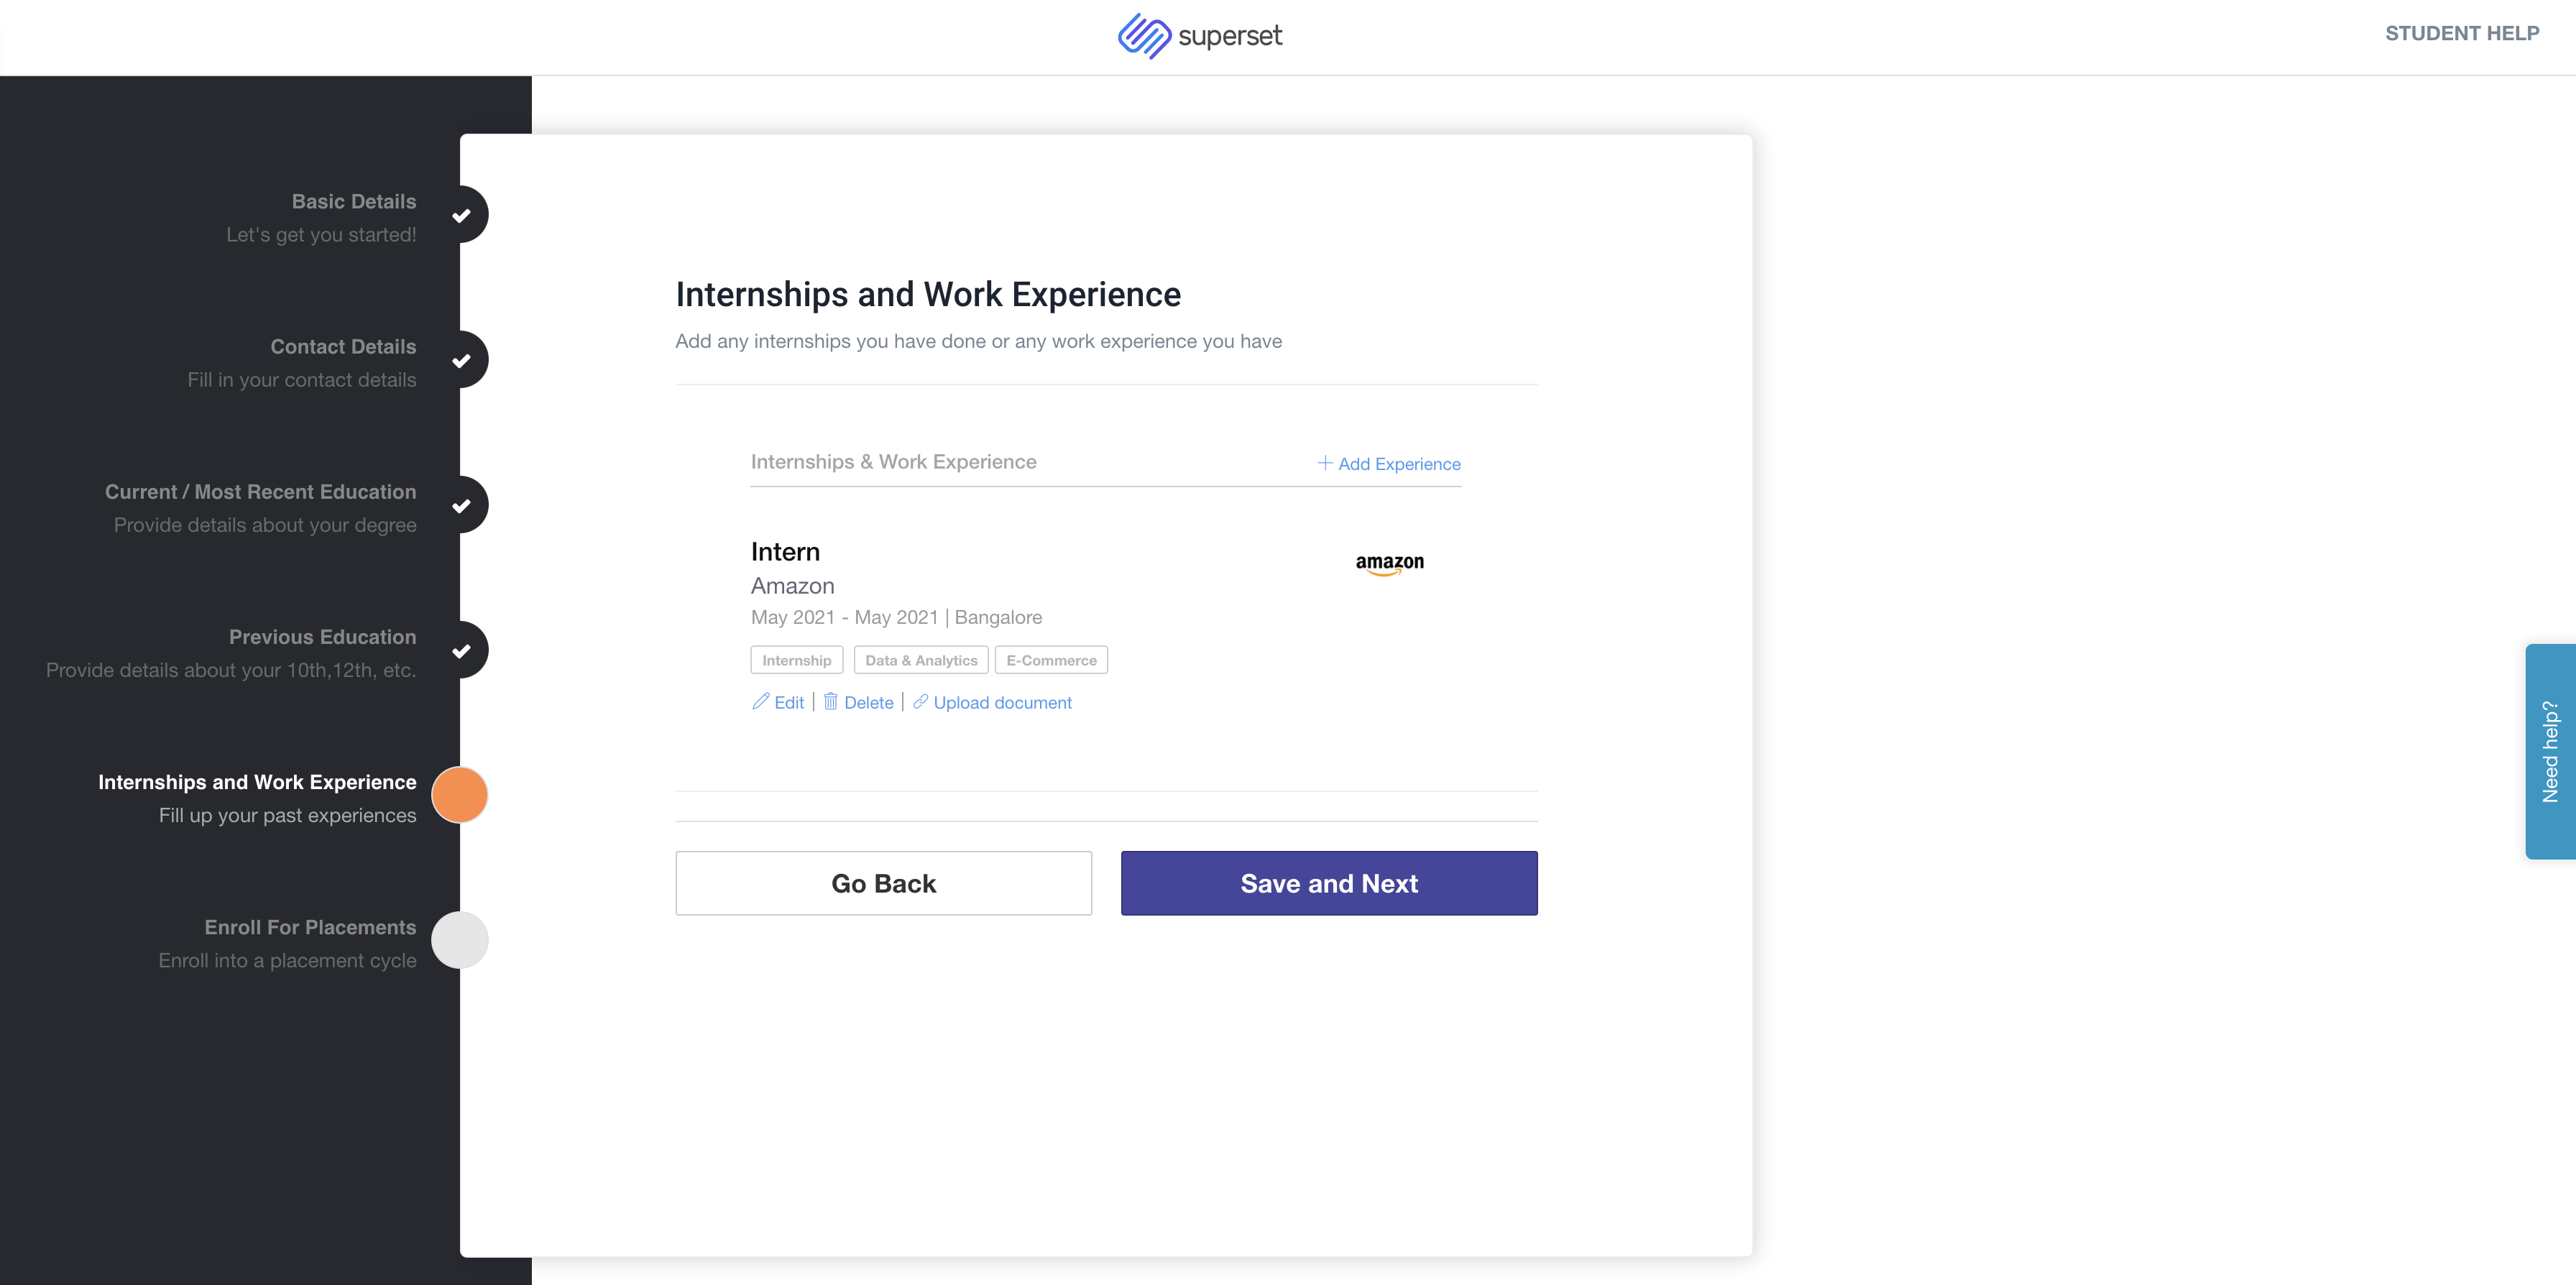 superset
STUDENT HELP
Basic Details
Let's get you started!
Contact Details
Fill in your contact details
Current / Most Recent Education
Provide details about your degree
Previous Education
Provide details about your 10th,12th, etc.
Internships and Work Experience
Fill up your past experiences
Enroll For Placements
Enroll into a placement cycle
Internships and Work Experience
Add any internships you have done or any work experience you have
Internships & Work Experience
Add Experience
Intern
amazon
Amazon
May 2021 - May 2021 | Bangalore
Internship Data & Analytics E-Commerce
Edit | Delete | Upload document
Go Back
Save and Next
Need help?